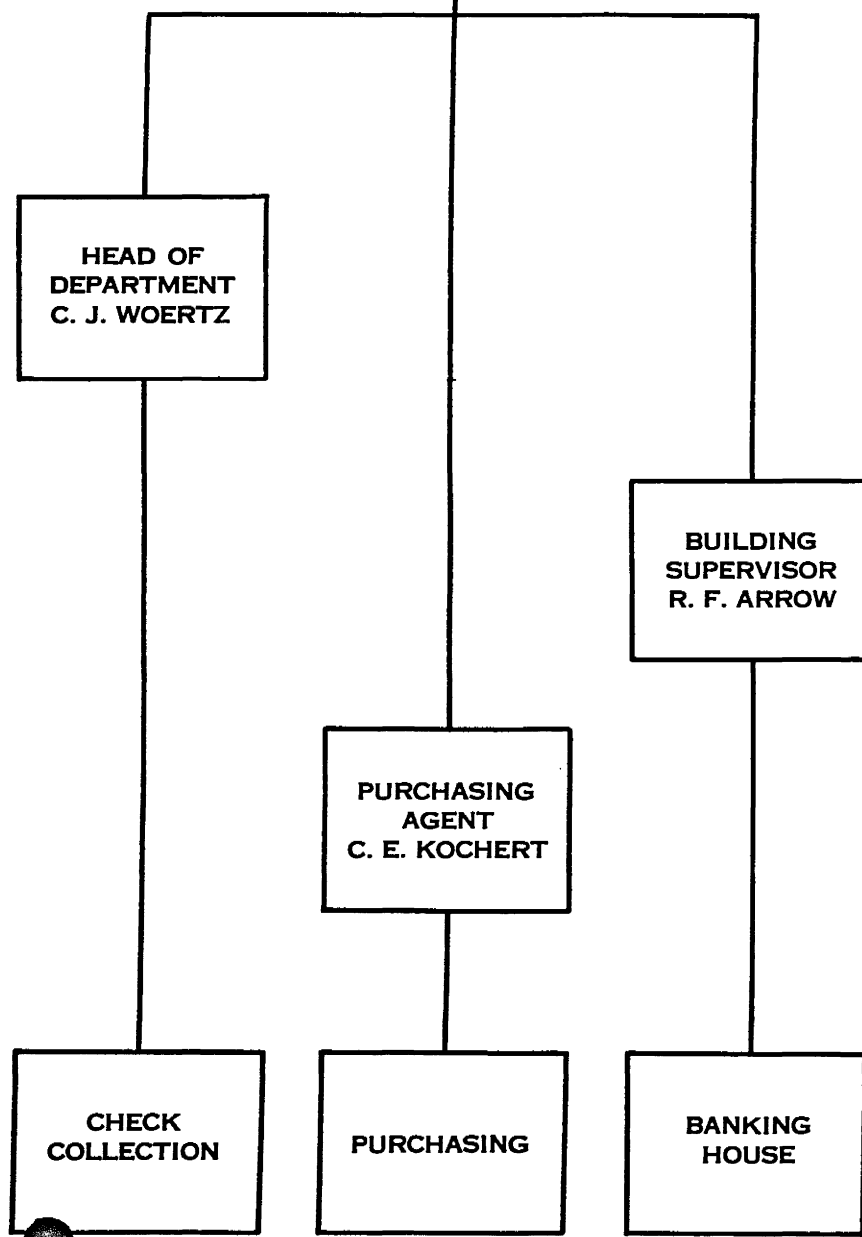 HEAD OF
DEPARTMENT
C. J. WOERTZ
BUILDING
SUPERVISOR
R. F. ARROW
PURCHASING
AGENT
C. E. KOCHERT
CHECK
COLLECTION
PURCHASING
BANKING
HOUSE